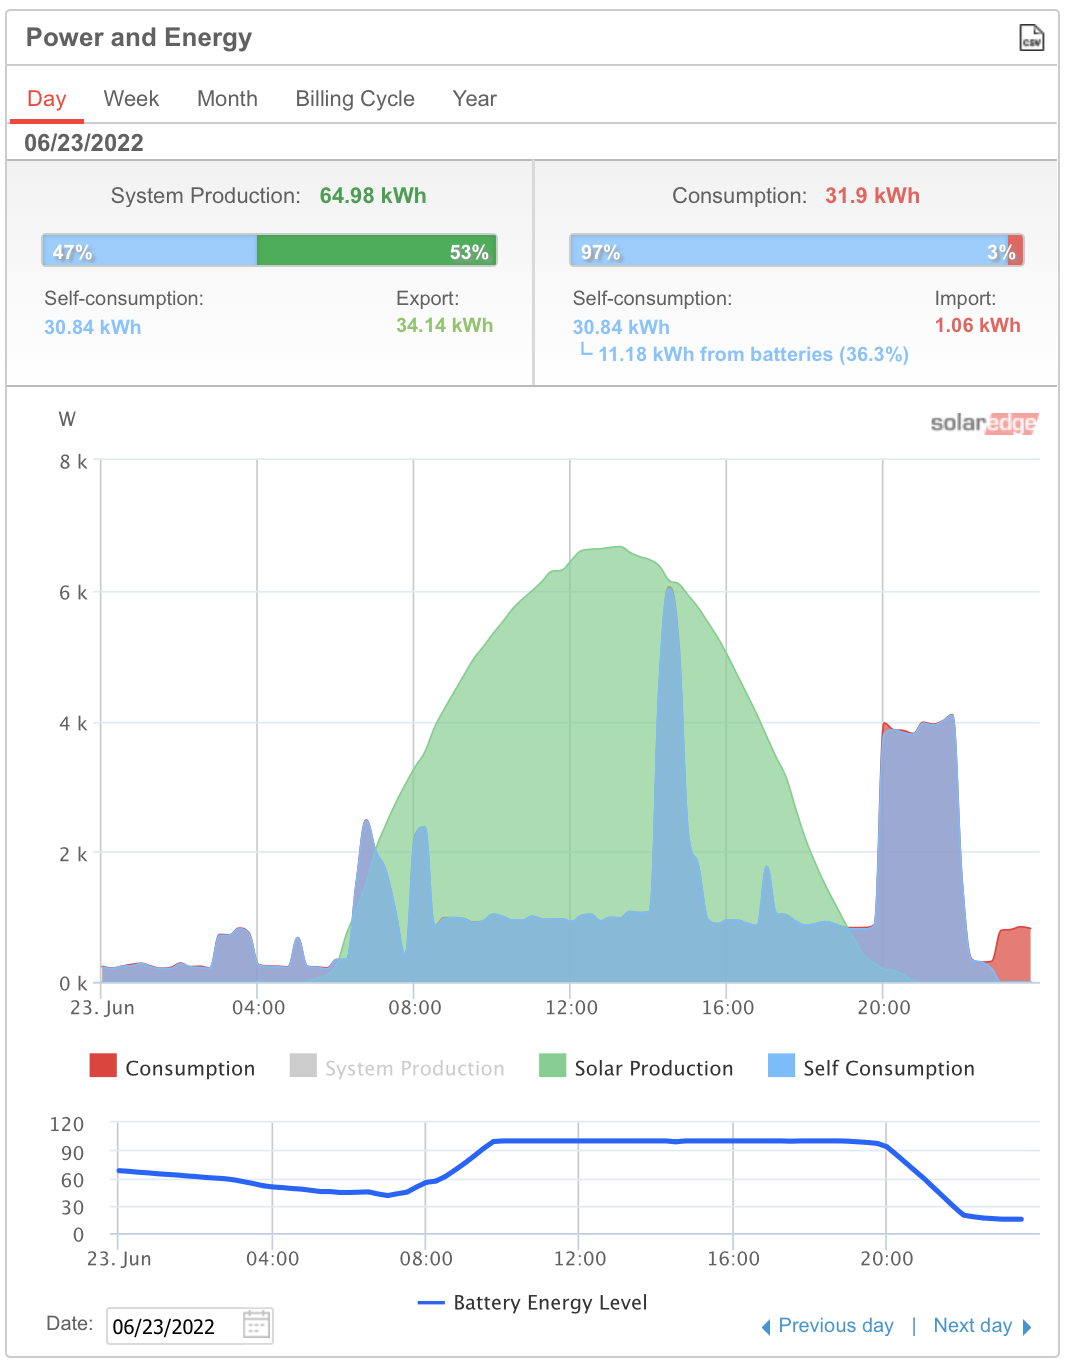 Power and Energy
CSV
Day Week Month Billing Cycle Year
06/23/2022
System Production: 64.98 kWh
47% 53%
Self-consumption: Export:
30.84 kWh 34.14 kWh
Consumption: 31.9 kWh
97% 3%
Self-consumption: Import:
30.84 kWh 1.06 kWh
11.18 kWh from batteries (36.3%)
W
solaredge
8 k
6 k
4 k
2 k
0 k
23. Jun 04:00 08:00 12:00 16:00 20:00
Consumption System Production Solar Production Self Consumption
120
90
60
30
0
23. Jun 04:00 08:00 12:00 16:00 20:00
Battery Energy Level
Date: 06/23/2022
Previous day | Next day